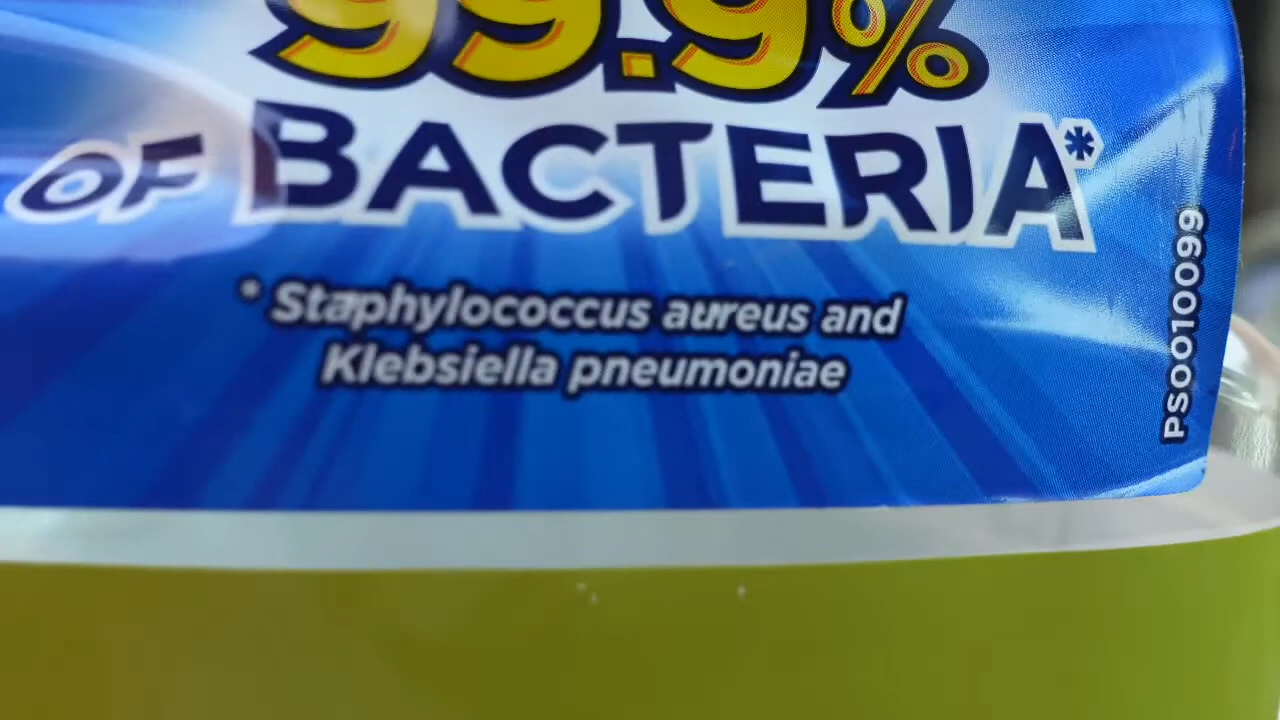 99.9%
OF BACTERIA*
* Staphylococcus aureus and
Klebsiella pneumoniae
PS0010099